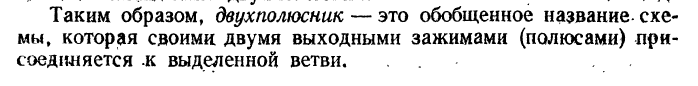 Таким образом, двухполюсник — это обобщенное название схе-
мы, которая своими двумя выходными зажимами (полюсами) при-
соединяется к выделенной ветви.